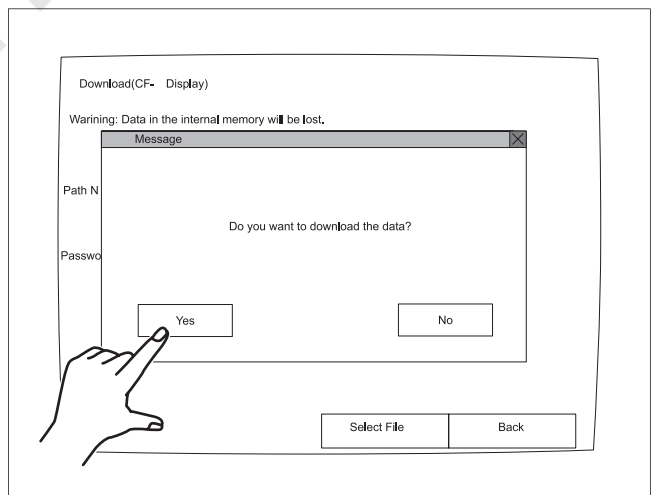 Download(CF- Display)
Warining: Data in the internal memory will be lost.
Message
Path N
Do you want to download the data?
Passwo
Yes
No
Select File
Back